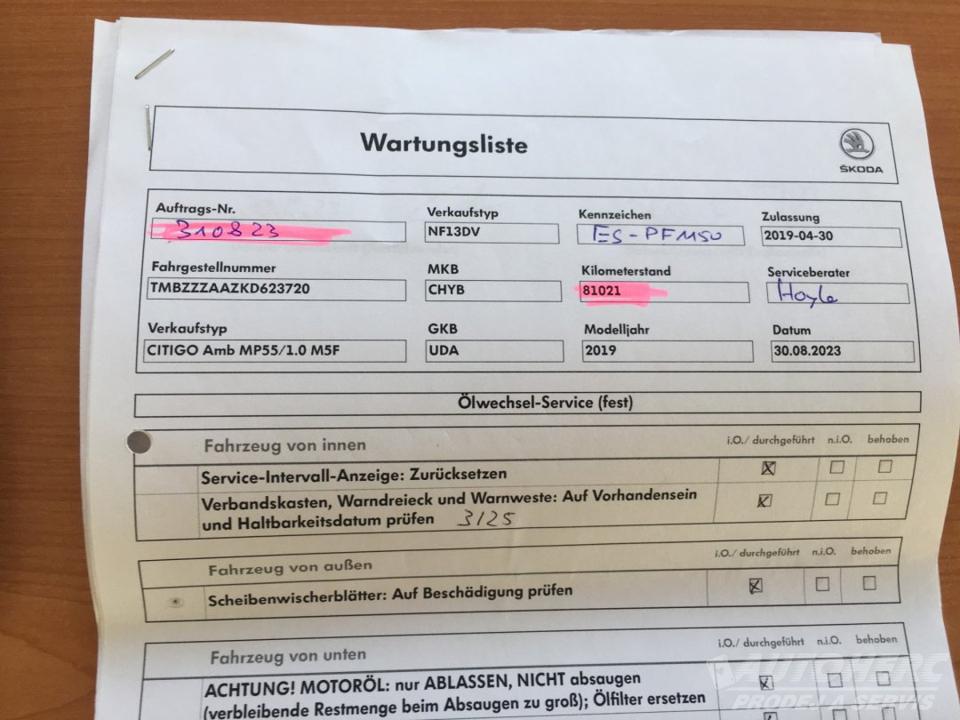 Wartungsliste
ŠKODA
Auftrags-Nr. Verkaufstyp Kennzeichen Zulassung
310823 NF13DV ES-PF1150 2019-04-30
Fahrgestellnummer MKB Kilometerstand Serviceberater
TMBZZZAAZKD623720 CHYB 81021
Verkaufstyp GKB Modelljahr Datum
CITIGO Amb MP55/1.0 M5F UDA 2019 30.08.2023
Ölwechsel-Service (fest)
Fahrzeug von innen i.O./ durchgeführt n.i.O. behoben
Service-Intervall-Anzeige: Zurücksetzen
Verbandskasten, Warndreieck und Warnweste: Auf Vorhandensein
und Haltbarkeitsdatum prüfen 3/25
Fahrzeug von außen i.O./ durchgeführt n.i.O. behoben
Scheibenwischerblätter: Auf Beschädigung prüfen
Fahrzeug von unten i.O./ durchgeführt n.i.O. behoben
ACHTUNG! MOTORÖL: nur ABLASSEN, NICHT absaugen
(verbleibende Restmenge beim Absaugen zu groß); Ölfilter ersetzen
AUTOHERC
PRODEJ A SERVIS